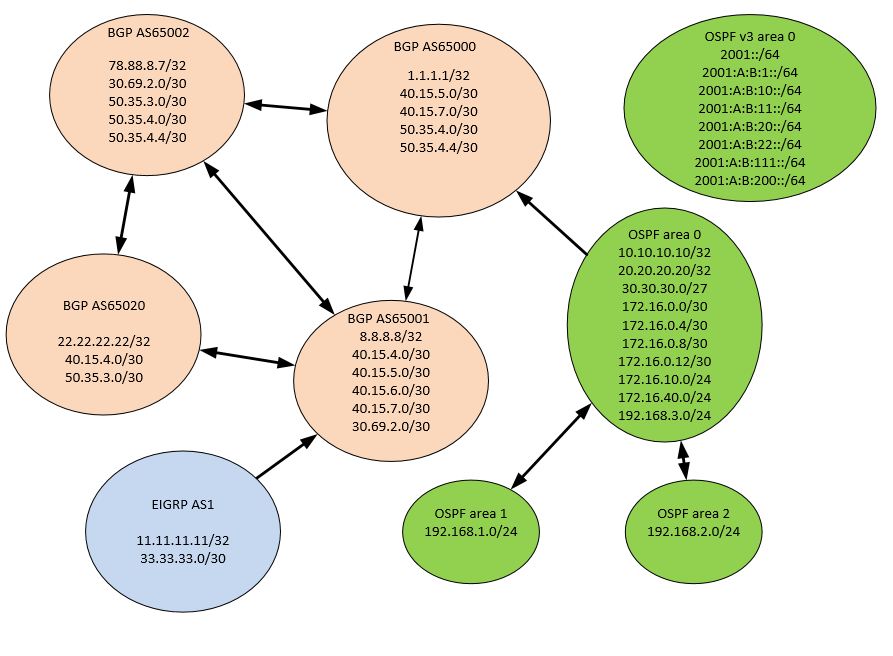 BGP AS65002
78.88.8.7/32
30.69.2.0/30
50.35.3.0/30
50.35.4.0/30
50.35.4.4/30
BGP AS65000
1.1.1.1/32
40.15.5.0/30
40.15.7.0/30
50.35.4.0/30
50.35.4.4/30
OSPF v3 area 0
2001::/64
2001:A:B:1::/64
2001:A:B:10::/64
2001:A:B:11::/64
2001:A:B:20::/64
2001:A:B:22::/64
2001:A:B:111::/64
2001:A:B:200::/64
BGP AS65020
22.22.22.22/32
40.15.4.0/30
50.35.3.0/30
BGP AS65001
8.8.8.8/32
40.15.4.0/30
40.15.5.0/30
40.15.6.0/30
40.15.7.0/30
30.69.2.0/30
OSPF area 0
10.10.10.10/32
20.20.20.20/32
30.30.30.0/27
172.16.0.0/30
172.16.0.4/30
172.16.0.8/30
172.16.0.12/30
172.16.10.0/24
172.16.40.0/24
192.168.3.0/24
EIGRP AS1
11.11.11.11/32
33.33.33.0/30
OSPF area 1
192.168.1.0/24
OSPF area 2
192.168.2.0/24